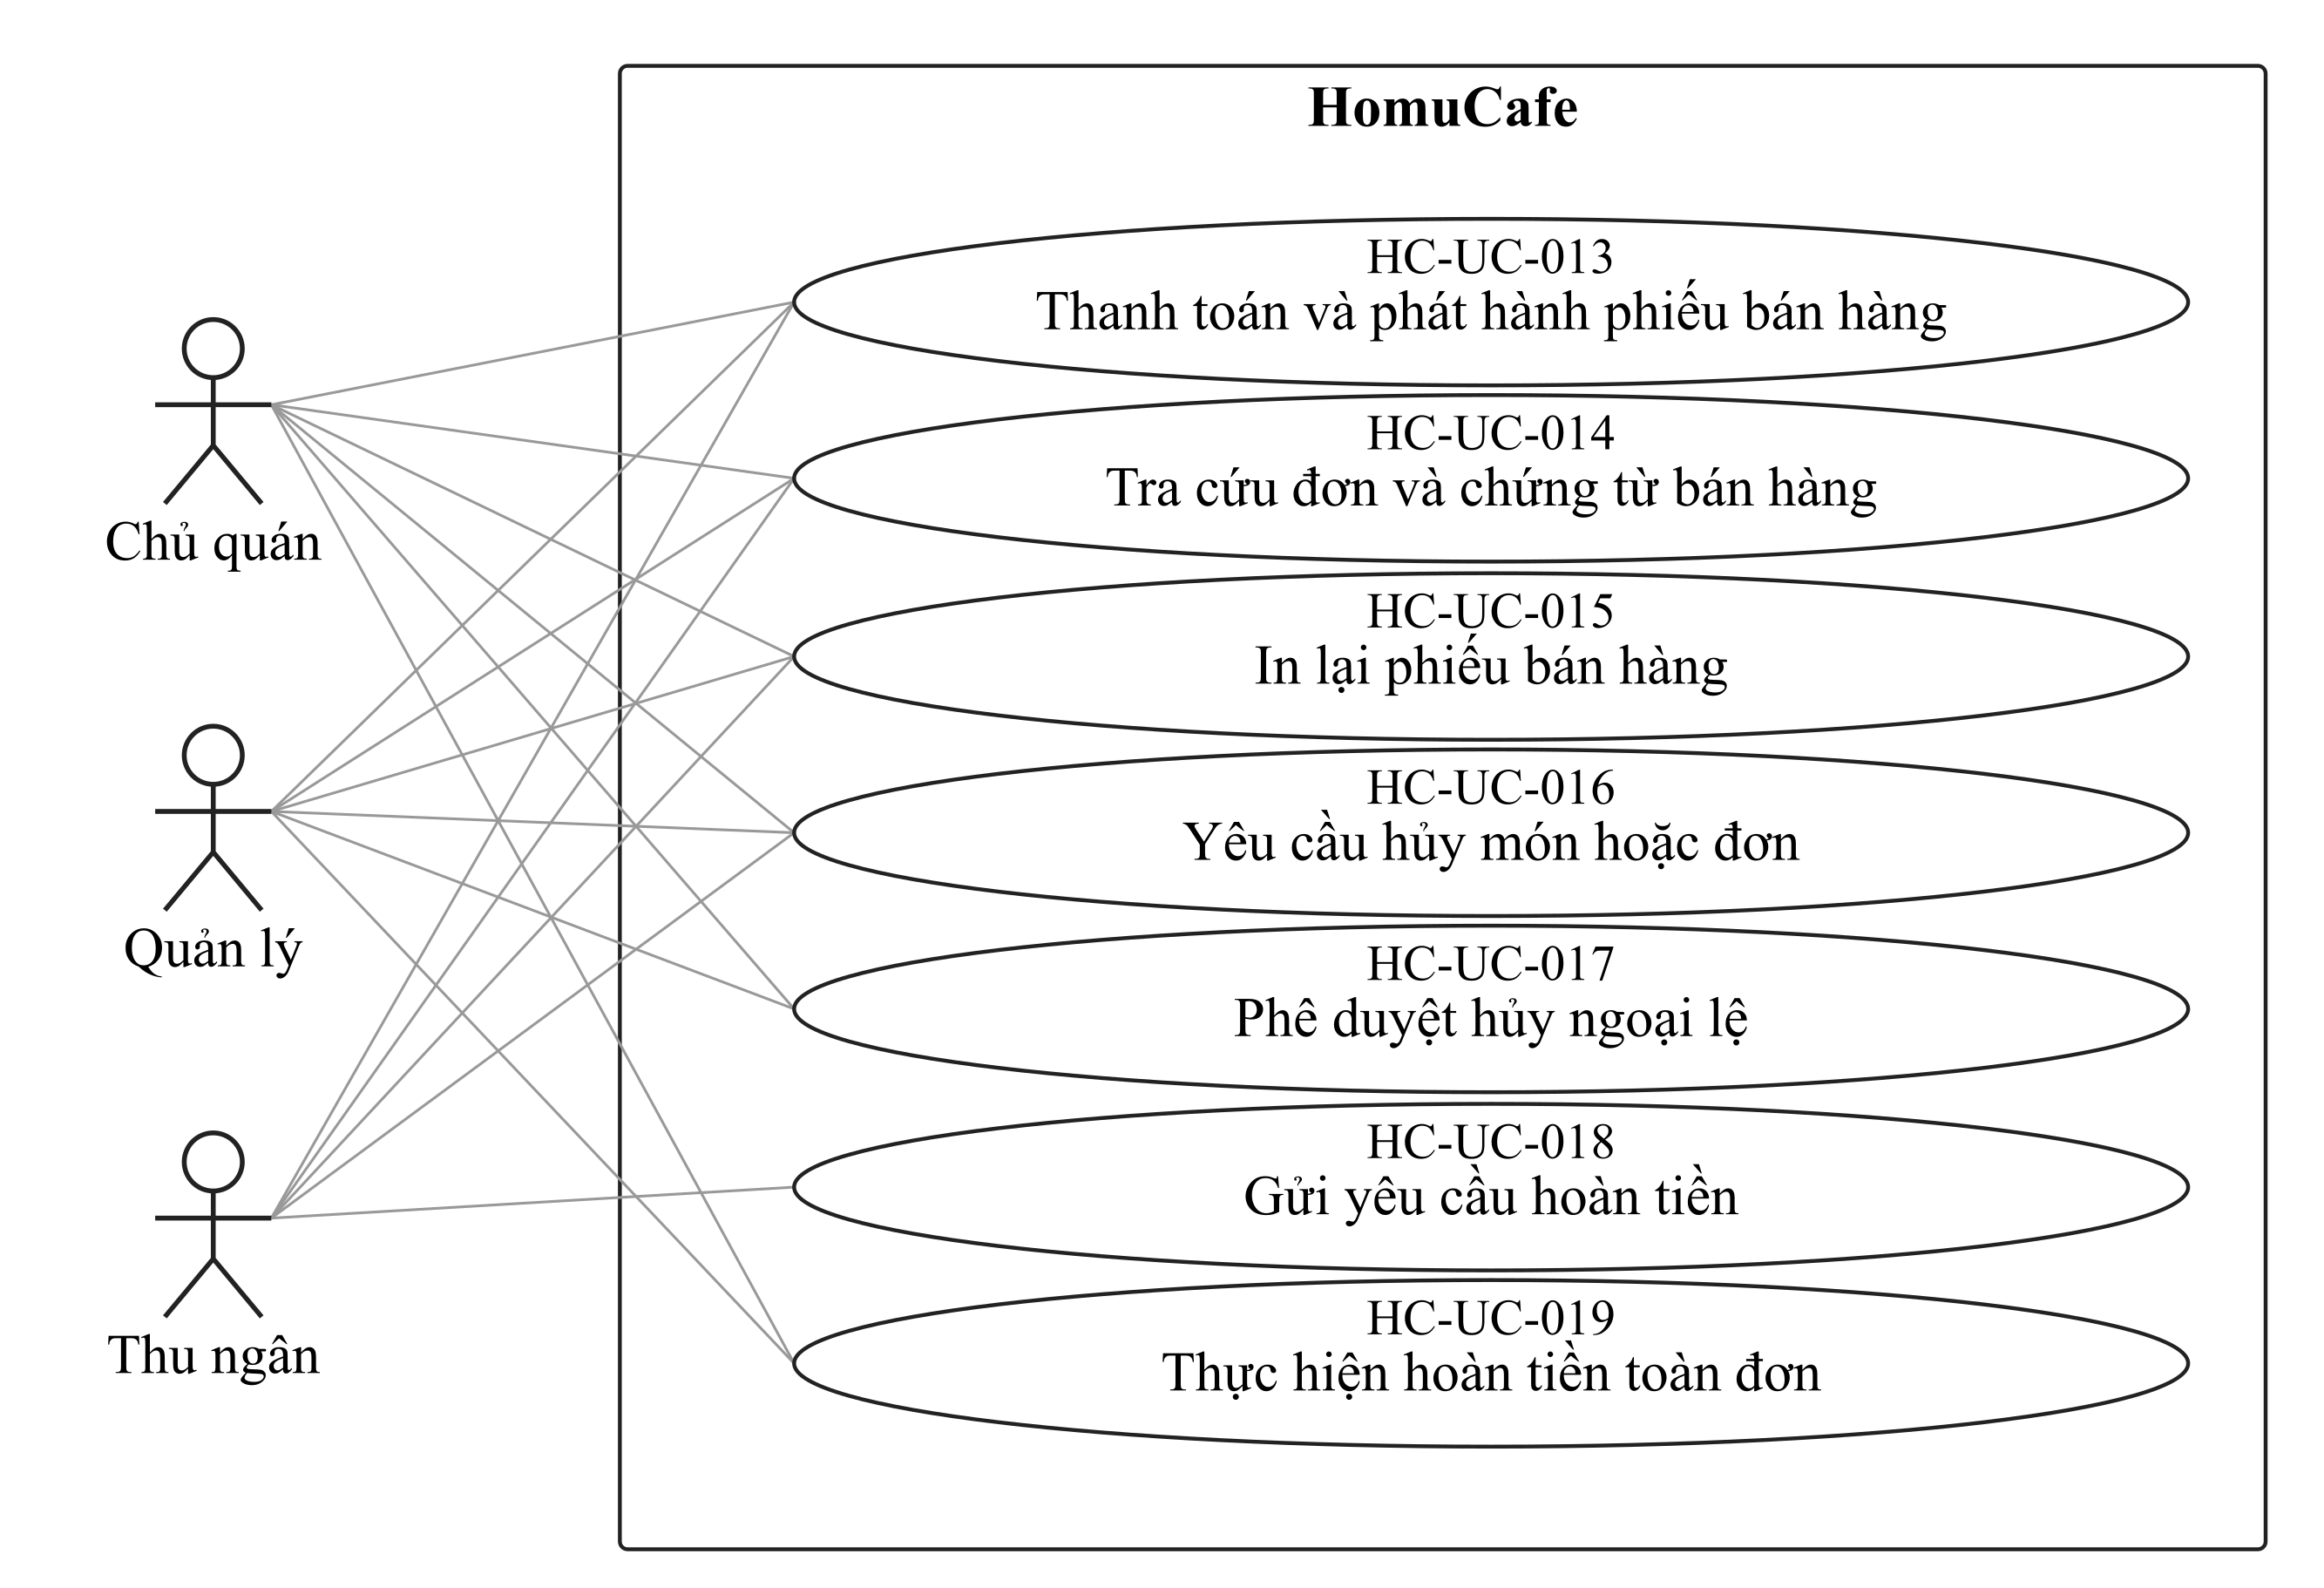 HomuCafe
HC-UC-013
Thanh toán và phát hành phiếu bán hàng
HC-UC-014
Tra cứu đơn và chứng từ bán hàng
Chủ quán
HC-UC-015
In lại phiếu bán hàng
HC-UC-016
Yêu cầu hủy món hoặc đơn
Quản lý
HC-UC-017
Phê duyệt hủy ngoại lệ
HC-UC-018
Gửi yêu cầu hoàn tiền
Thu ngân
HC-UC-019
Thực hiện hoàn tiền toàn đơn